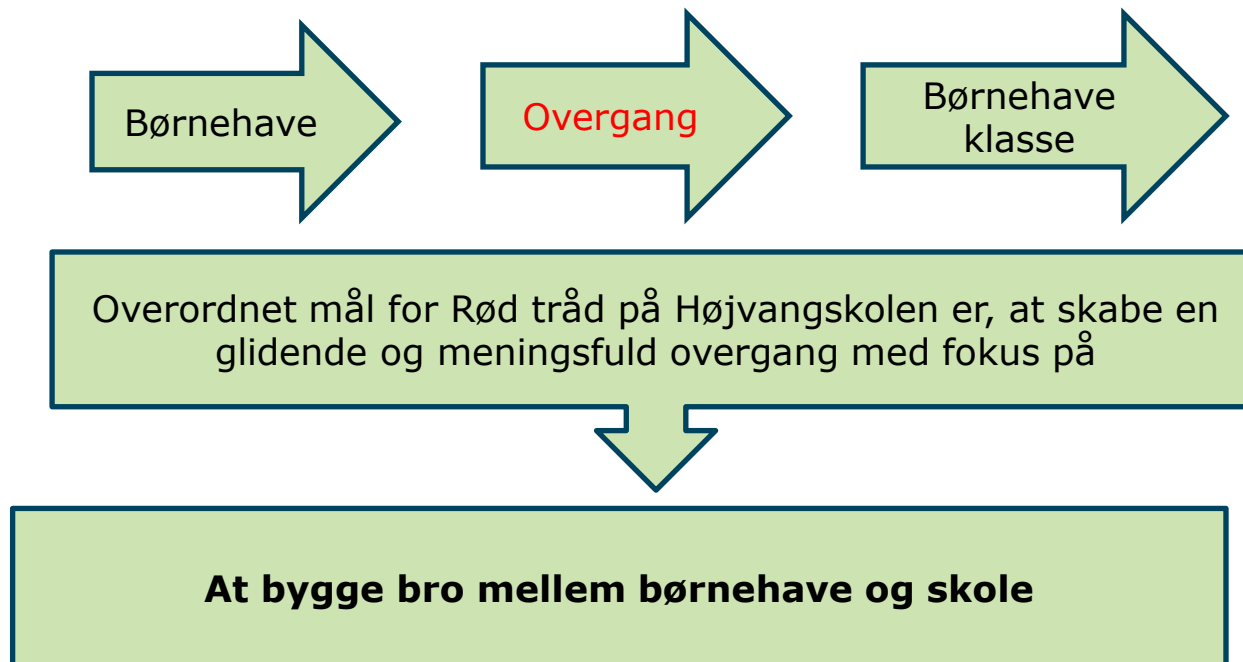 Børnehave
Overgang
Børnehave
klasse
Overordnet mål for Rød tråd på Højvangskolen er, at skabe en
glidende og meningsfuld overgang med fokus på
At bygge bro mellem børnehave og skole